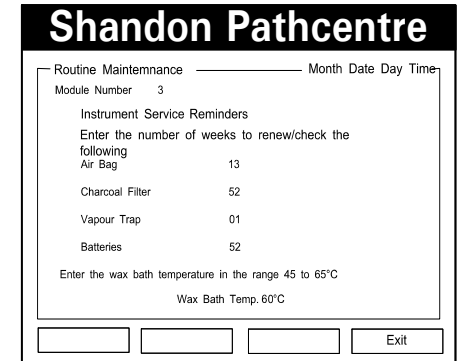 Shandon Pathcentre
Routine Maintemnance Month Date Day Time
Module Number 3
Instrument Service Reminders
Enter the number of weeks to renew/check the
following
Air Bag 13
Charcoal Filter 52
Vapour Trap 01
Batteries 52
Enter the wax bath temperature in the range 45 to 65°C
Wax Bath Temp. 60°C
Exit